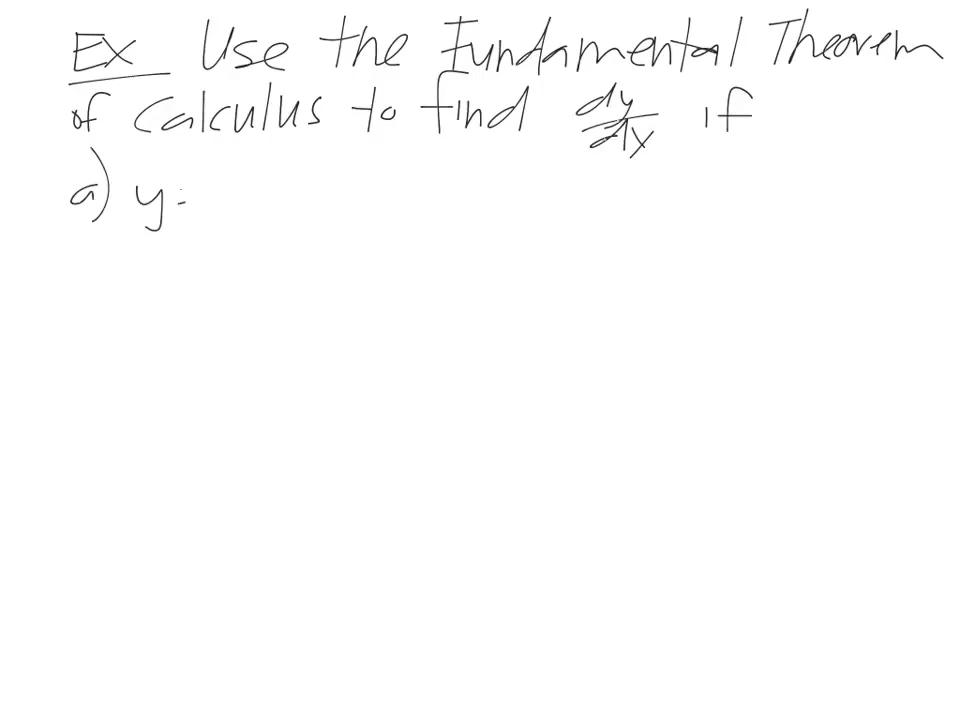 Ex Use the Fundamental Theorem
of Calculus to find dy/dx if
a) y=